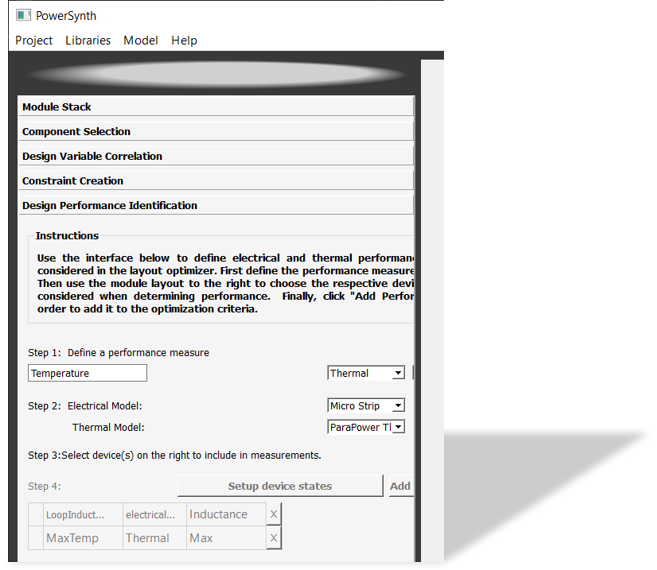 PowerSynth
Project Libraries Model Help
Module Stack
Component Selection
Design Variable Correlation
Constraint Creation
Design Performance Identification
Instructions
Use the interface below to define electrical and thermal
considered in the layout optimizer. First define the performance
Then use the module layout to the right to choose the respective
considered when determining performance. Finally, click "Add
order to add it to the optimization criteria.
Step 1: Define a performance measure
Temperature Thermal
Step 2: Electrical Model: Micro Strip
Thermal Model: ParaPower
Step 3:Select device(s) on the right to include in measurements.
Step 4: Setup device states Add
LoopInduct... electrical... Inductance X
MaxTemp Thermal Max X